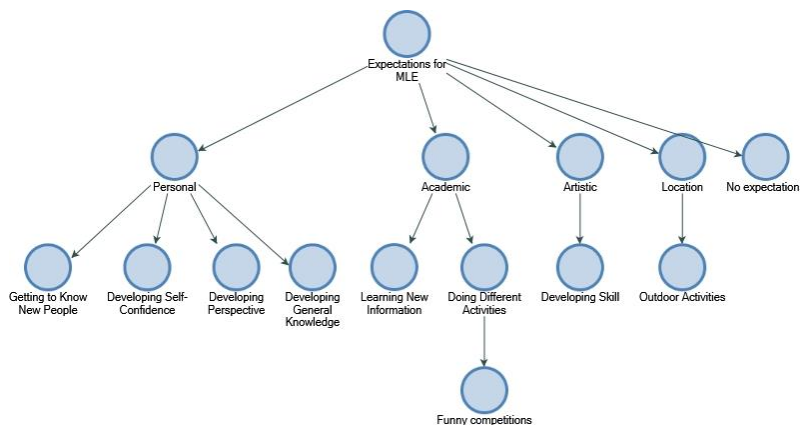 Expectations for
MLE
Personal
Academic
Artistic
Location
No expectation
Getting to Know
New People
Developing Self-
Confidence
Developing
Perspective
Developing
General
Knowledge
Learning New
Information
Doing Different
Activities
Developing Skill
Outdoor Activities
Funny competitions